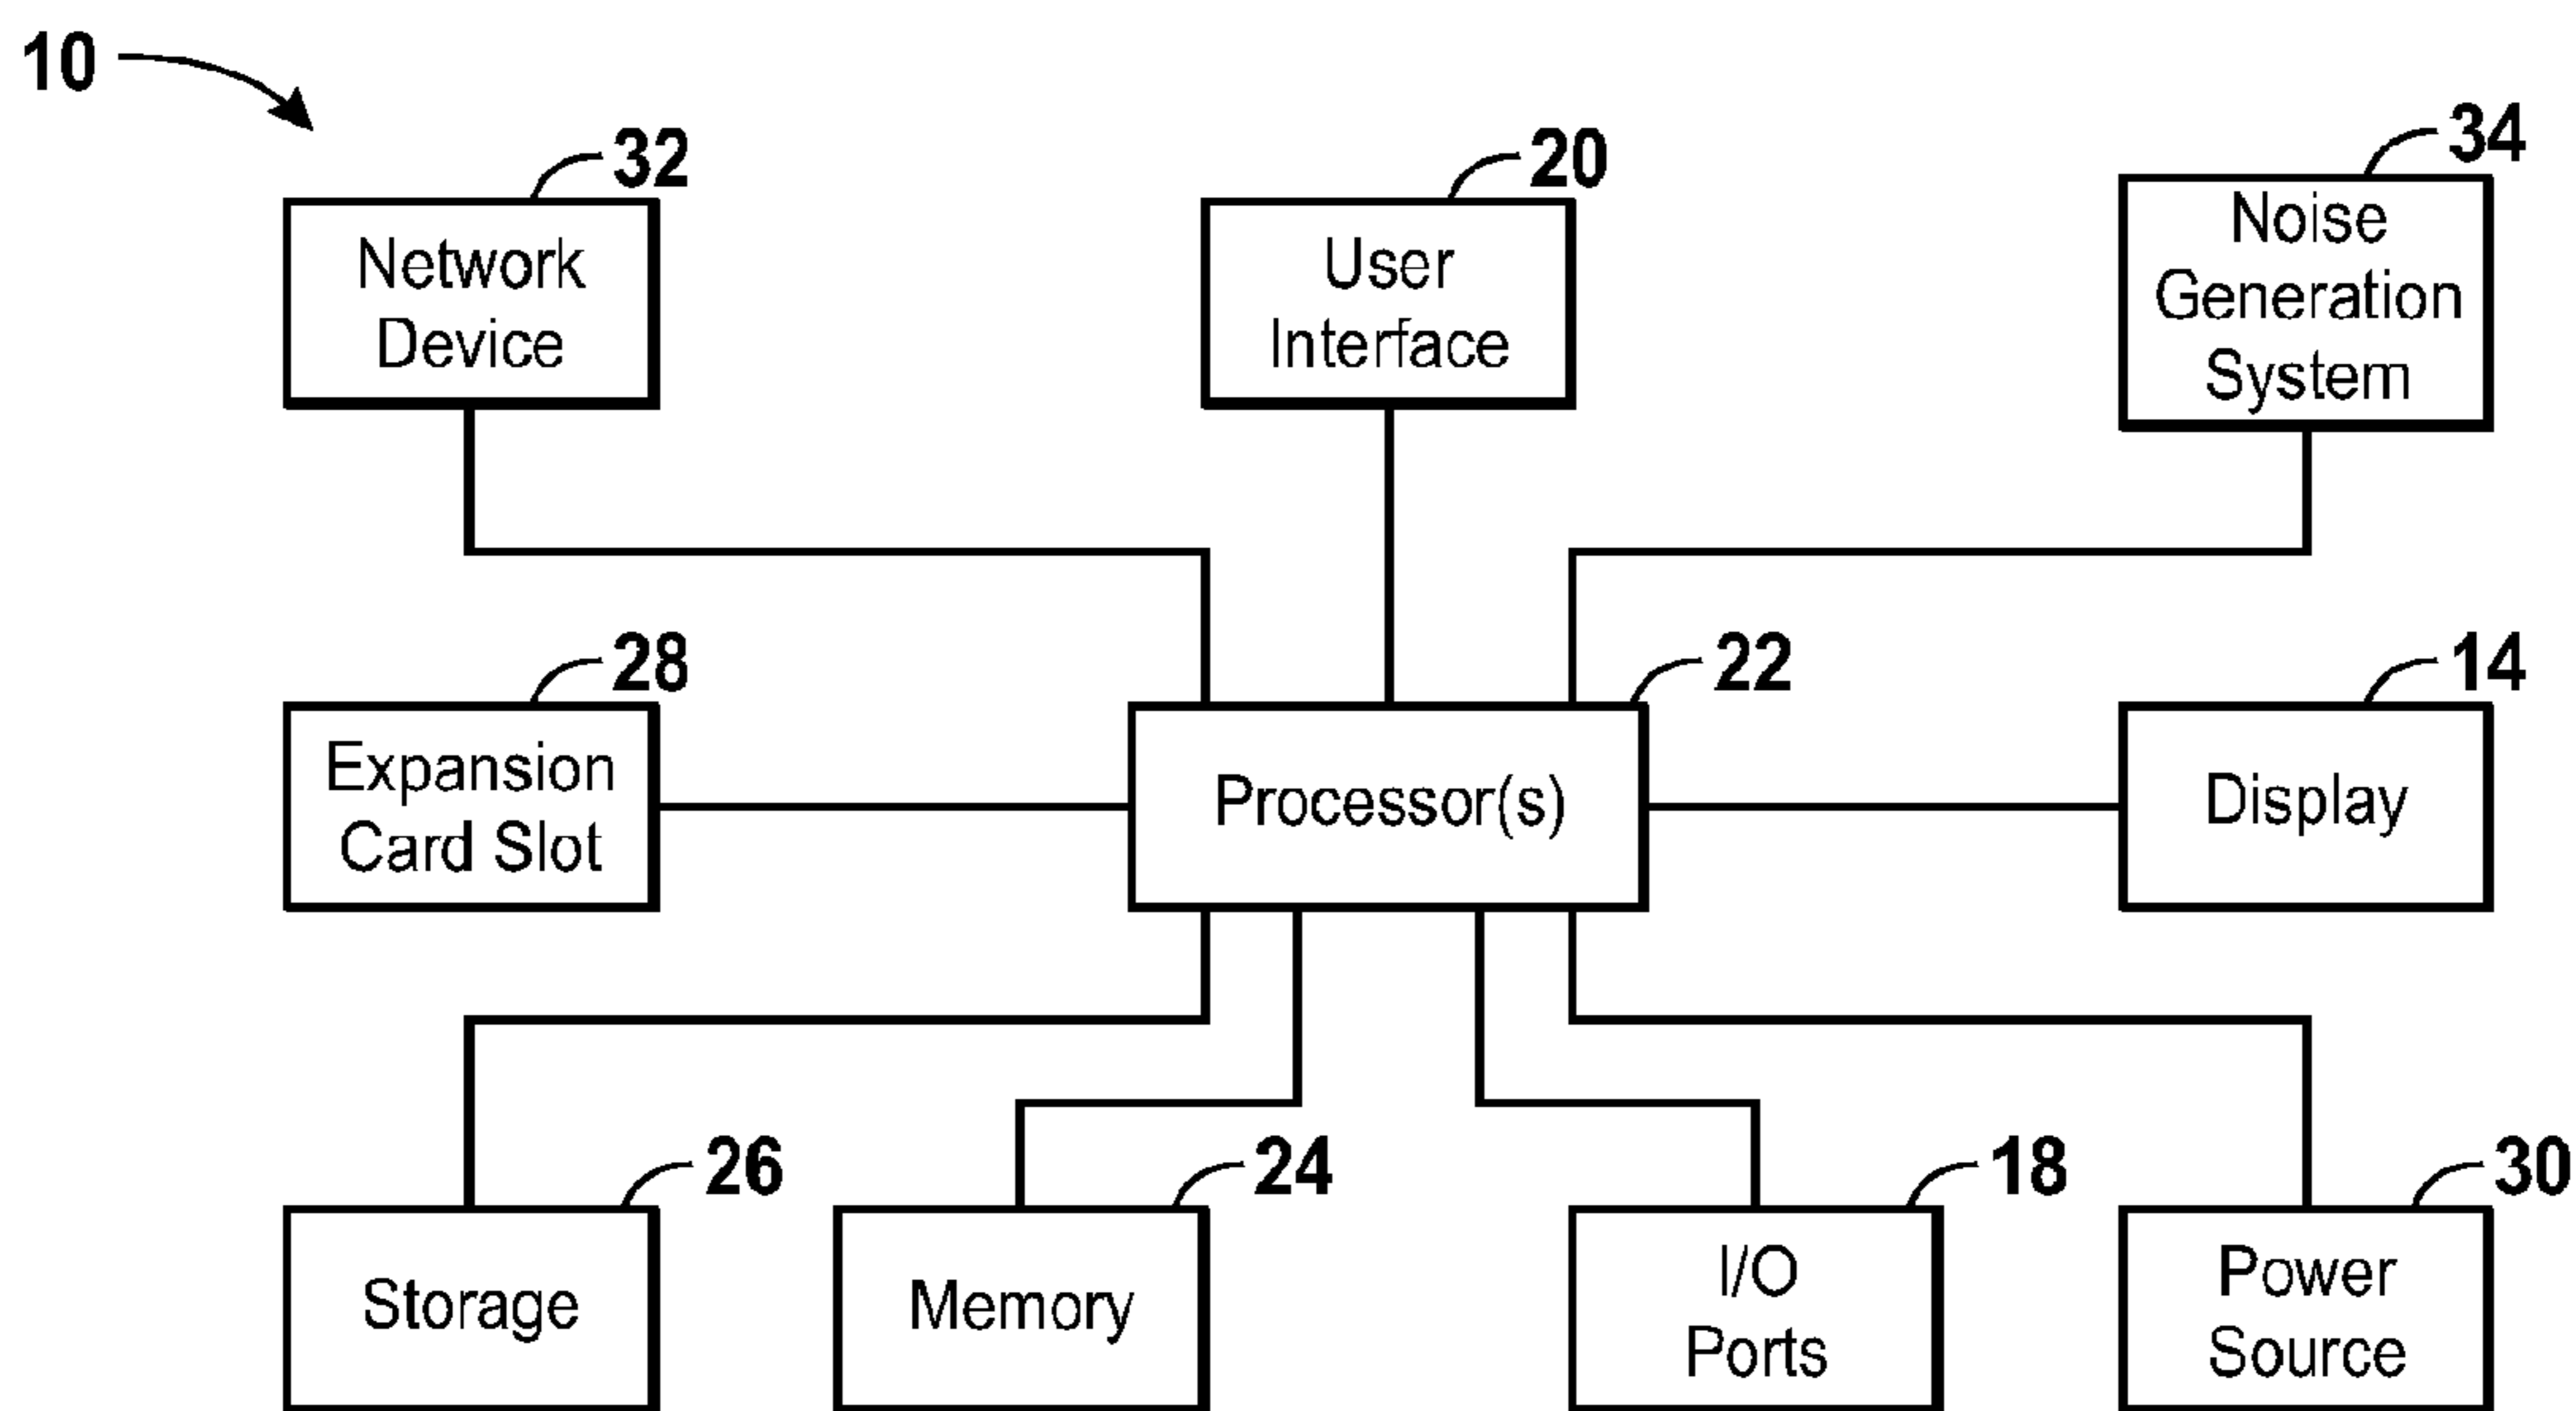 10
32
20
34
Network
Device
User
Interface
Noise
Generation
System
28
22
14
Expansion
Card Slot
Processor(s)
Display
26
24
18
30
Storage
Memory
I/O
Ports
Power
Source